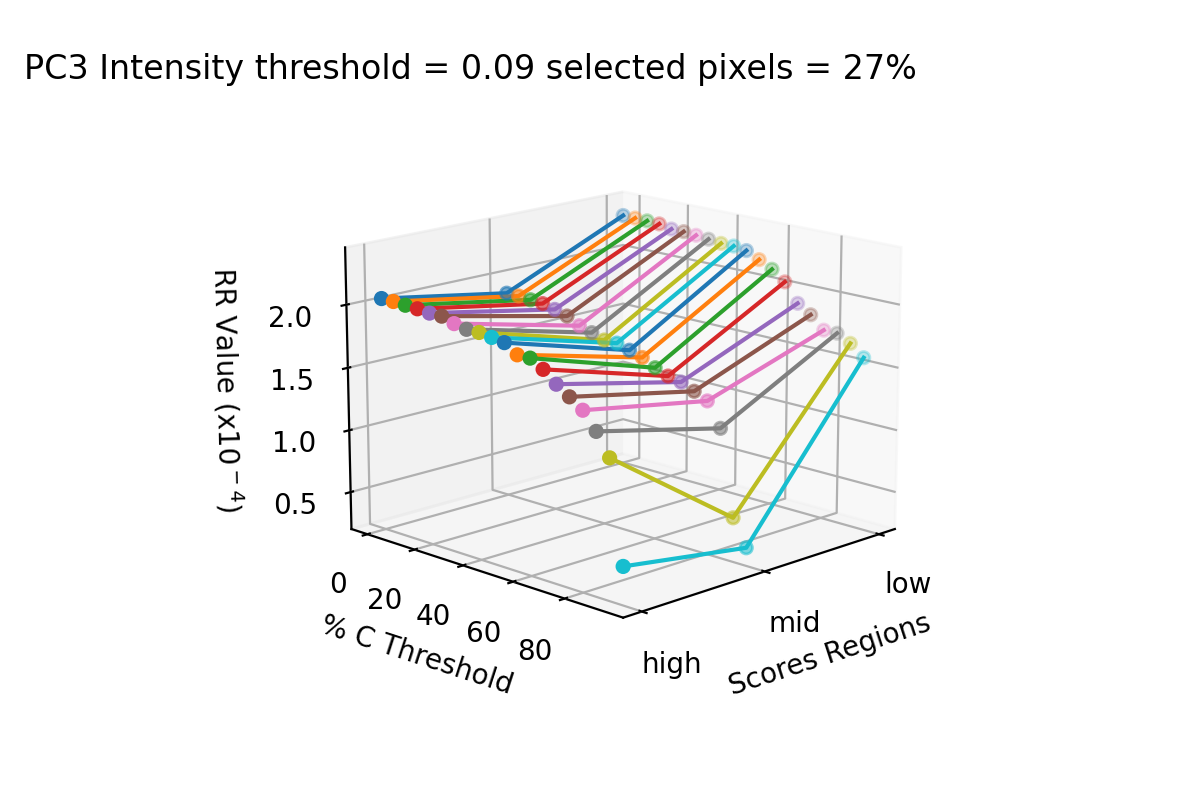 PC3 Intensity threshold = 0.09 selected pixels = 27%
RR Value (x10⁻⁴)
2.0
1.5
1.0
0.5
0
20
40
60
80
% C Threshold
high
mid
low
Scores Regions